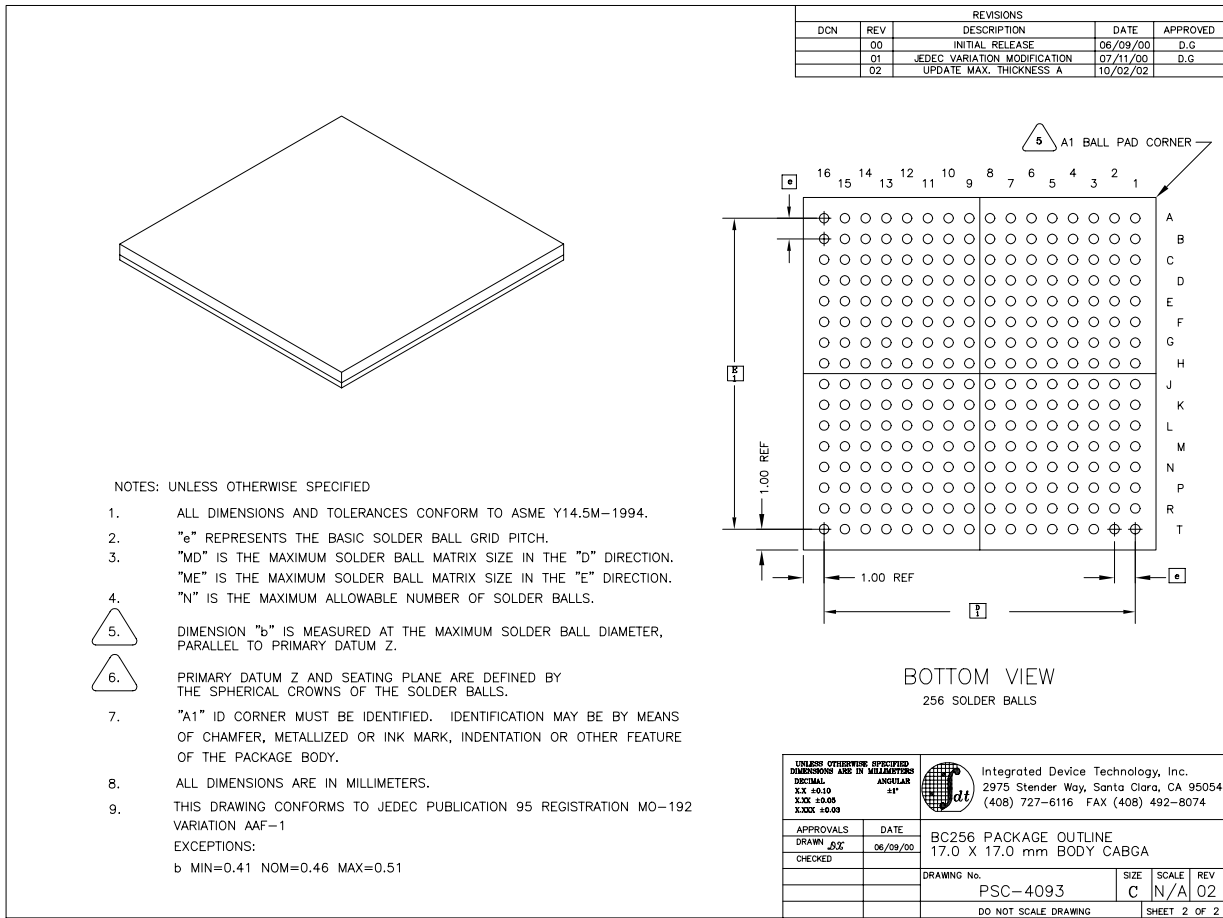 REVISIONS
DCN REV DESCRIPTION DATE APPROVED
00 INITIAL RELEASE 06/09/00 D.G
01 JEDEC VARIATION MODIFICATION 07/11/00 D.G
02 UPDATE MAX. THICKNESS A 10/02/02
5 A1 BALL PAD CORNER
16 15 14 13 12 11 10 9 8 7 6 5 4 3 2 1
e
A
B
C
D
E
F
G
H
J
K
L
M
N
P
R
T
E1
1.00 REF
1.00 REF
e
D1
BOTTOM VIEW
256 SOLDER BALLS
NOTES: UNLESS OTHERWISE SPECIFIED
1. ALL DIMENSIONS AND TOLERANCES CONFORM TO ASME Y14.5M-1994.
2. "e" REPRESENTS THE BASIC SOLDER BALL GRID PITCH.
3. "MD" IS THE MAXIMUM SOLDER BALL MATRIX SIZE IN THE "D" DIRECTION.
"ME" IS THE MAXIMUM SOLDER BALL MATRIX SIZE IN THE "E" DIRECTION.
4. "N" IS THE MAXIMUM ALLOWABLE NUMBER OF SOLDER BALLS.
5. DIMENSION "b" IS MEASURED AT THE MAXIMUM SOLDER BALL DIAMETER,
PARALLEL TO PRIMARY DATUM Z.
6. PRIMARY DATUM Z AND SEATING PLANE ARE DEFINED BY
THE SPHERICAL CROWNS OF THE SOLDER BALLS.
7. "A1" ID CORNER MUST BE IDENTIFIED. IDENTIFICATION MAY BE BY MEANS
OF CHAMFER, METALLIZED OR INK MARK, INDENTATION OR OTHER FEATURE
OF THE PACKAGE BODY.
8. ALL DIMENSIONS ARE IN MILLIMETERS.
9. THIS DRAWING CONFORMS TO JEDEC PUBLICATION 95 REGISTRATION MO-192
VARIATION AAF-1
EXCEPTIONS:
b MIN=0.41 NOM=0.46 MAX=0.51
UNLESS OTHERWISE SPECIFIED
DIMENSIONS ARE IN MILLIMETERS
DECIMAL ANGULAR
X.X ±0.10 ±1°
X.XX ±0.05
X.XXX ±0.03
idt
Integrated Device Technology, Inc.
2975 Stender Way, Santa Clara, CA 95054
(408) 727-6116 FAX (408) 492-8074
APPROVALS DATE
DRAWN 06/09/00
CHECKED
BC256 PACKAGE OUTLINE
17.0 X 17.0 mm BODY CABGA
DRAWING No. SIZE SCALE REV
PSC-4093 C N/A 02
DO NOT SCALE DRAWING SHEET 2 OF 2